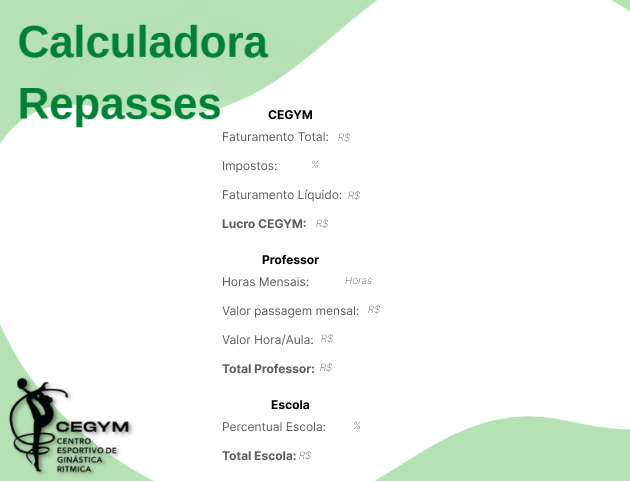 Calculadora
Repasses
CEGYM
Faturamento Total: R$
Impostos: %
Faturamento Líquido: R$
Lucro CEGYM: R$
Professor
Horas Mensais: Horas
Valor passagem mensal: R$
Valor Hora/Aula: R$
Total Professor: R$
Escola
Percentual Escola: %
Total Escola: R$
CEGYM
CENTRO
ESPORTIVO DE
GINÁSTICA
RITMICA